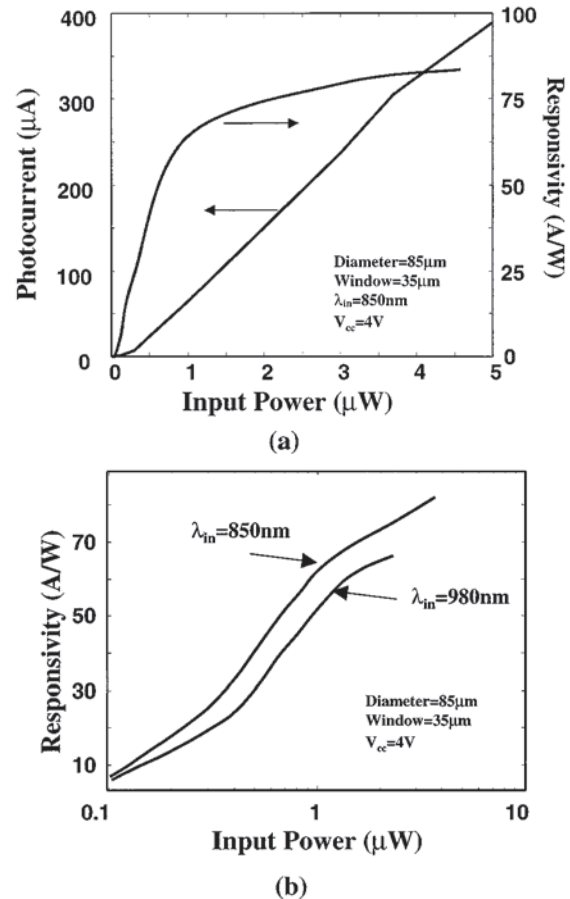 400
300
200
100
0
Photocurrent (μA)
100
75
50
25
0
Responsivity (A/W)
Diameter=85μm
Window=35μm
λin=850nm
Vcc=4V
0 1 2 3 4 5
Input Power (μW)
(a)
70
50
30
10
Responsivity (A/W)
λin=850nm
λin=980nm
Diameter=85μm
Window=35μm
Vcc=4V
0.1 1 10
Input Power (μW)
(b)